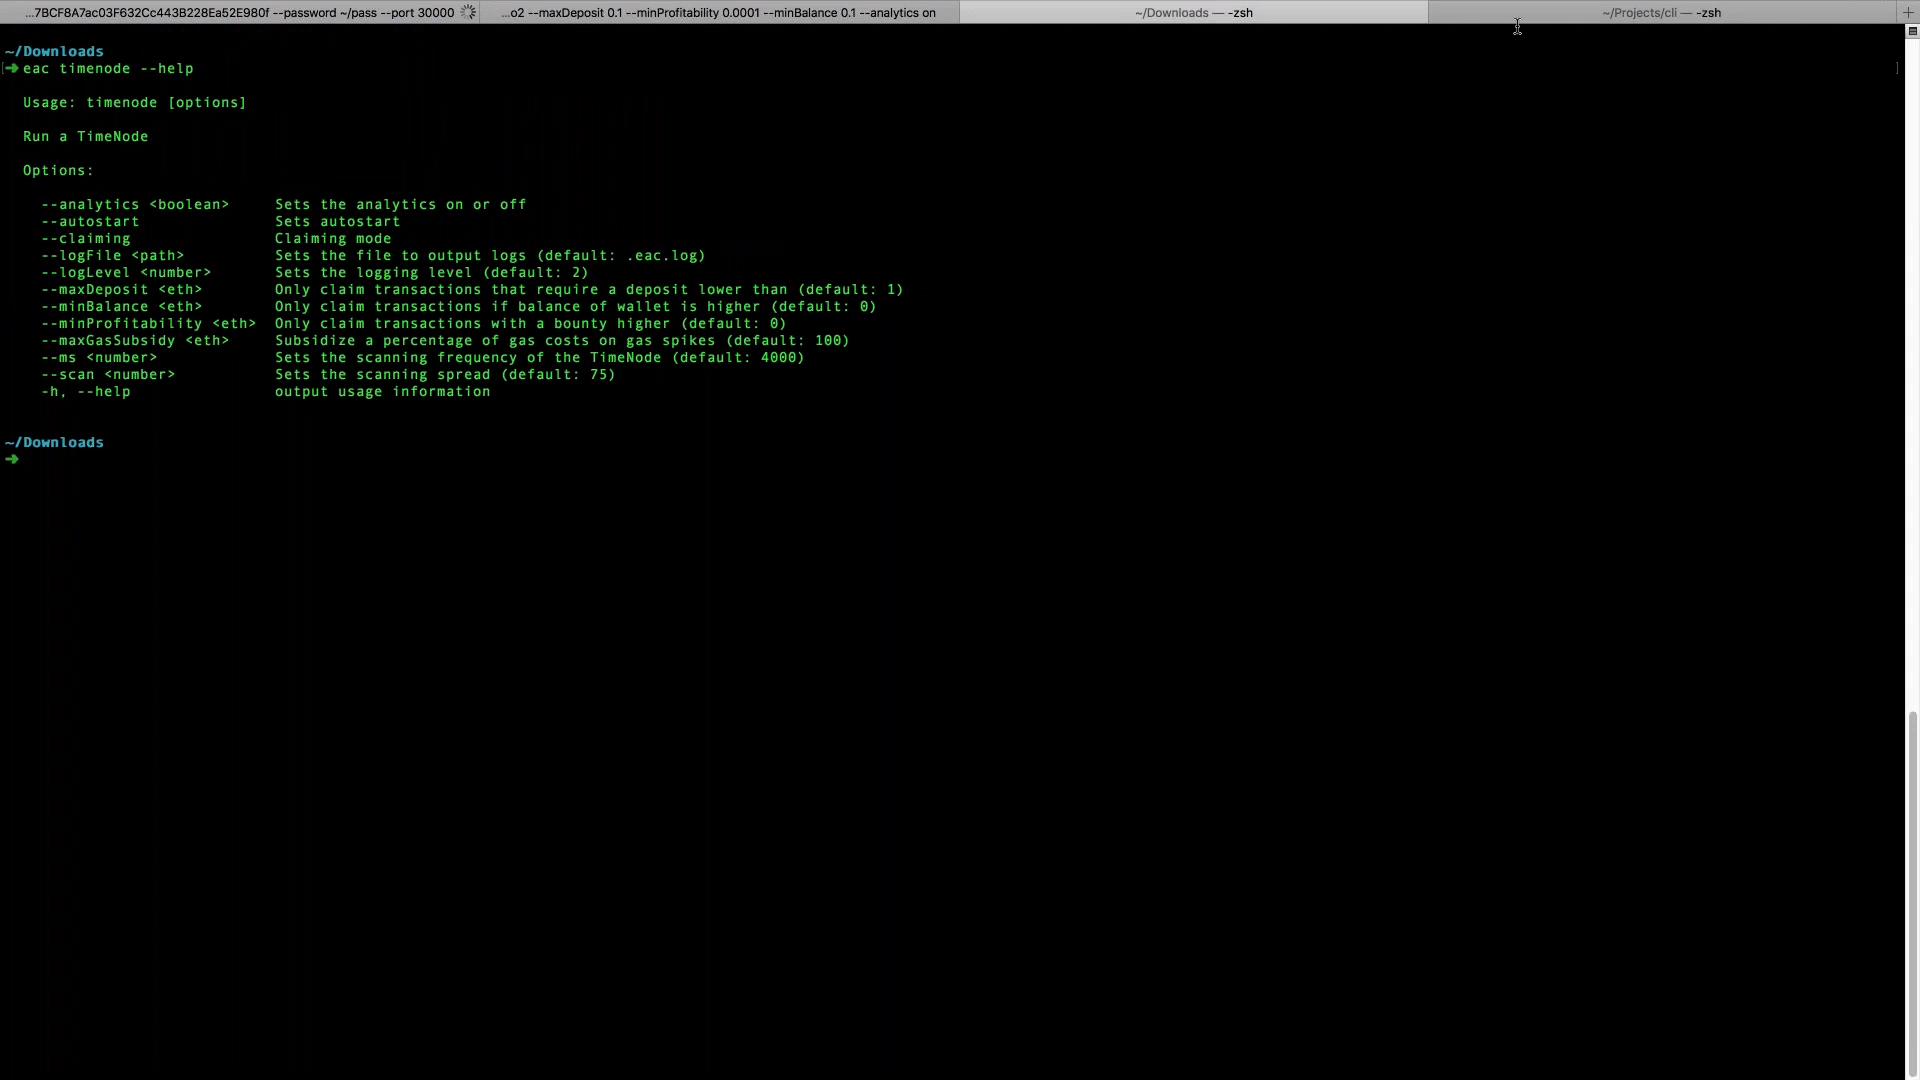 ...7BCF8A7ac03F632Cc443B228Ea52E980f --password ~/pass --port 30000
...o2 --maxDeposit 0.1 --minProfitability 0.0001 --minBalance 0.1 --analytics on
~/Downloads — -zsh
~/Projects/cli — -zsh
~/Downloads
➜ eac timenode --help
Usage: timenode [options]
Run a TimeNode
Options:
--analytics <boolean> Sets the analytics on or off
--autostart Sets autostart
--claiming Claiming mode
--logFile <path> Sets the file to output logs (default: .eac.log)
--logLevel <number> Sets the logging level (default: 2)
--maxDeposit <eth> Only claim transactions that require a deposit lower than (default: 1)
--minBalance <eth> Only claim transactions if balance of wallet is higher (default: 0)
--minProfitability <eth> Only claim transactions with a bounty higher (default: 0)
--maxGasSubsidy <eth> Subsidize a percentage of gas costs on gas spikes (default: 100)
--ms <number> Sets the scanning frequency of the TimeNode (default: 4000)
--scan <number> Sets the scanning spread (default: 75)
-h, --help output usage information
~/Downloads
➜